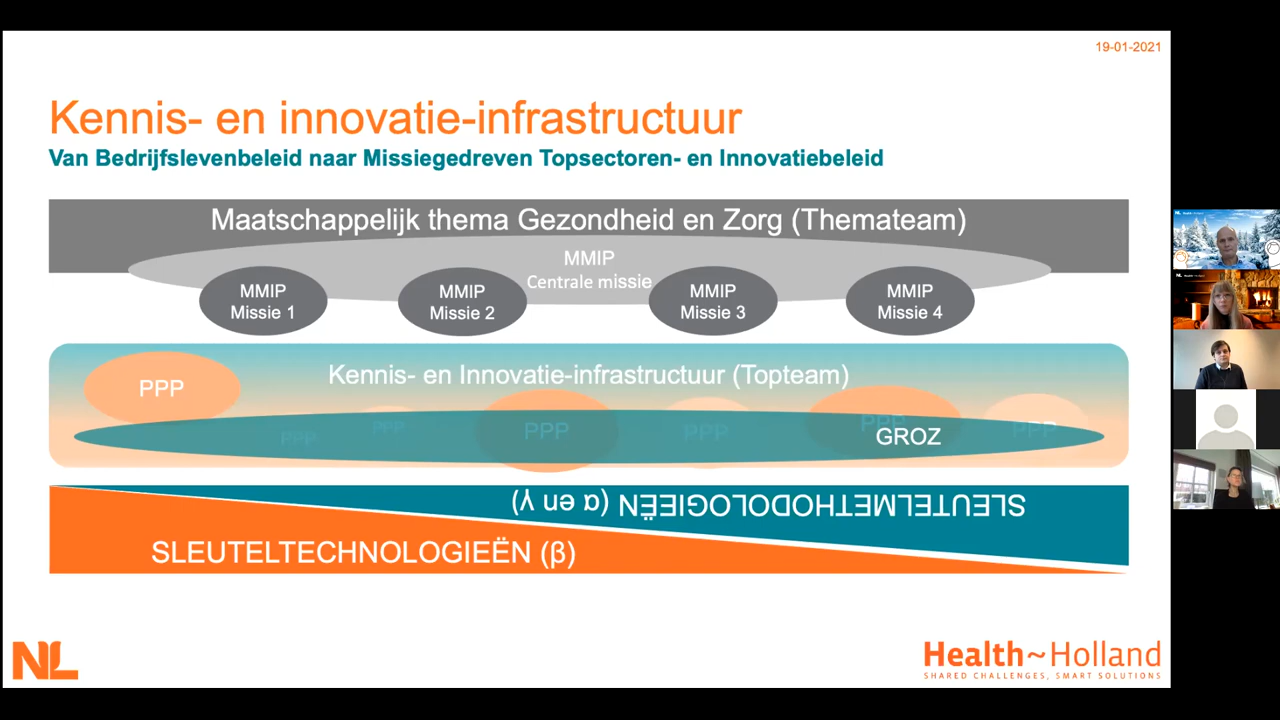 19-01-2021
Kennis- en innovatie-infrastructuur
Van Bedrijfslevenbeleid naar Missiegedreven Topsectoren- en Innovatiebeleid
Maatschappelijk thema Gezondheid en Zorg (Themateam)
MMIP
Centrale missie
MMIP
Missie 1
MMIP
Missie 2
MMIP
Missie 3
MMIP
Missie 4
Kennis- en Innovatie-infrastructuur (Topteam)
PPP
PPP
PPP
PPP
PPP
PPP
PPP
GROZ
SLEUTELMETHODOLOGIEËN (α en γ)
SLEUTELTECHNOLOGIEËN (β)
NL
Health~Holland
SHARED CHALLENGES, SMART SOLUTIONS